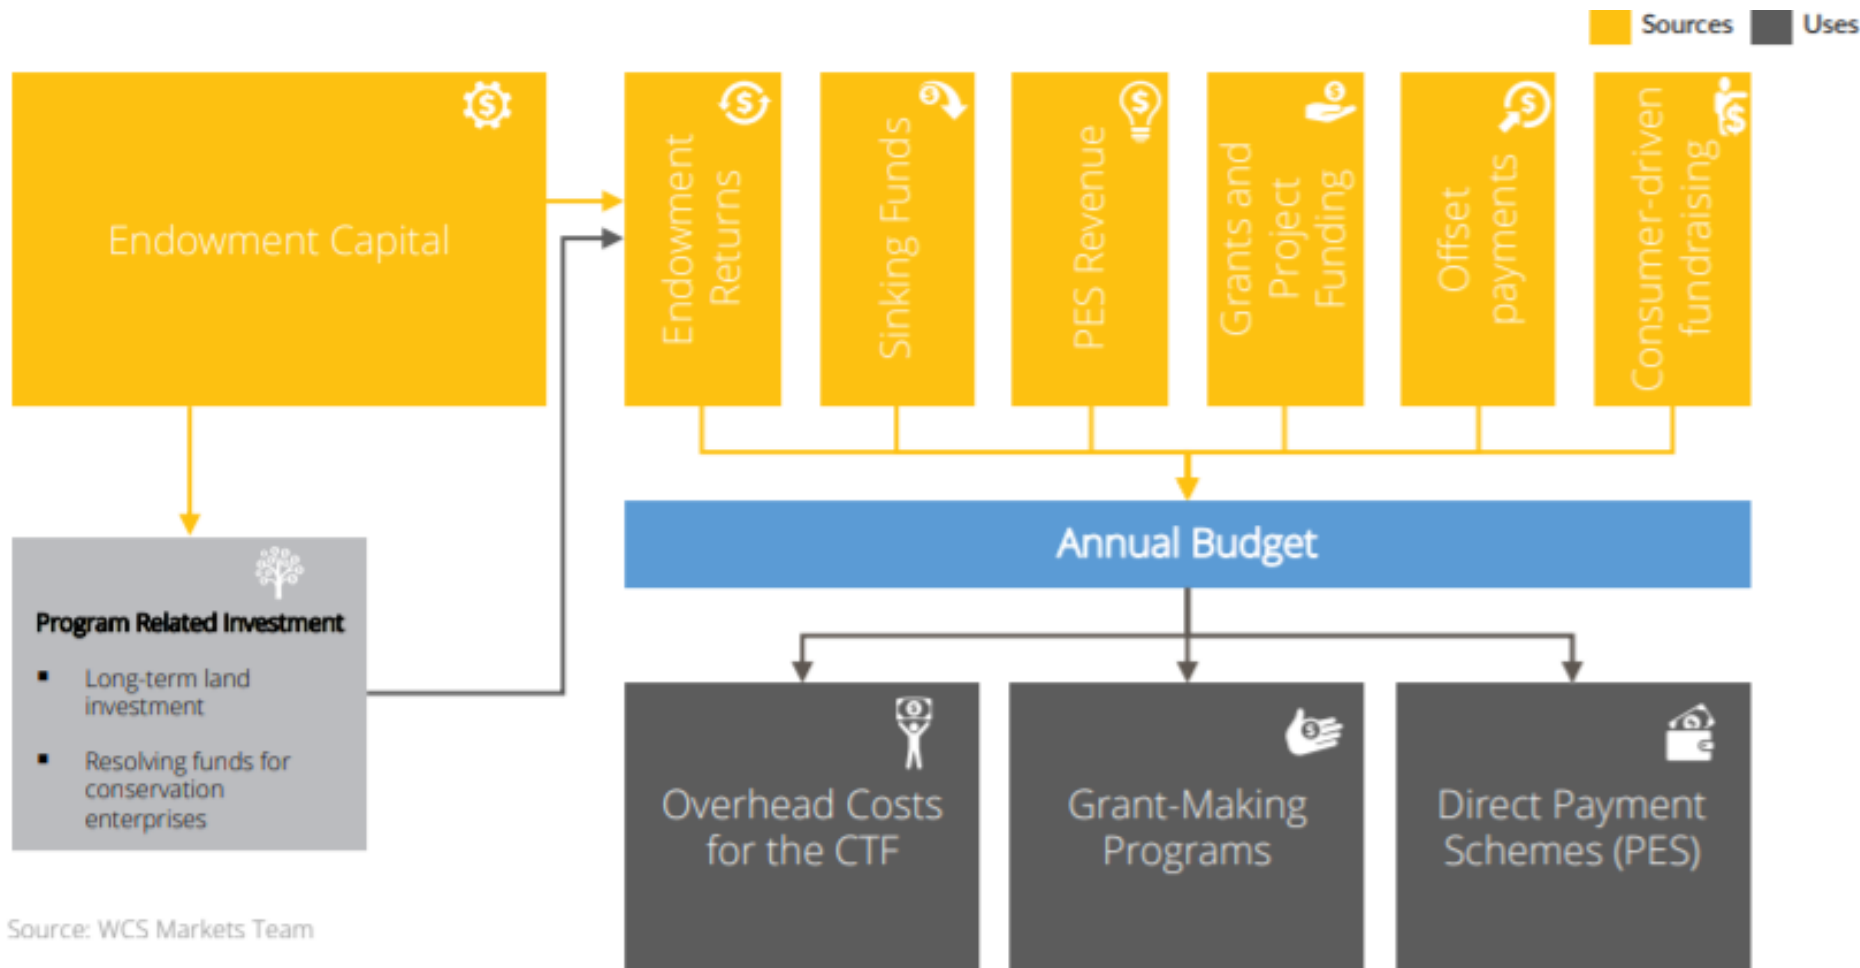 Sources
Uses
Endowment Capital
Endowment
Returns
Sinking Funds
PES Revenue
Grants and
Project
Funding
Offset
payments
Consumer-driven
fundraising
Annual Budget
Program Related Investment
▪ Long-term land
investment
▪ Resolving funds for
conservation
enterprises
Overhead Costs
for the CTF
Grant-Making
Programs
Direct Payment
Schemes (PES)
Source: WCS Markets Team